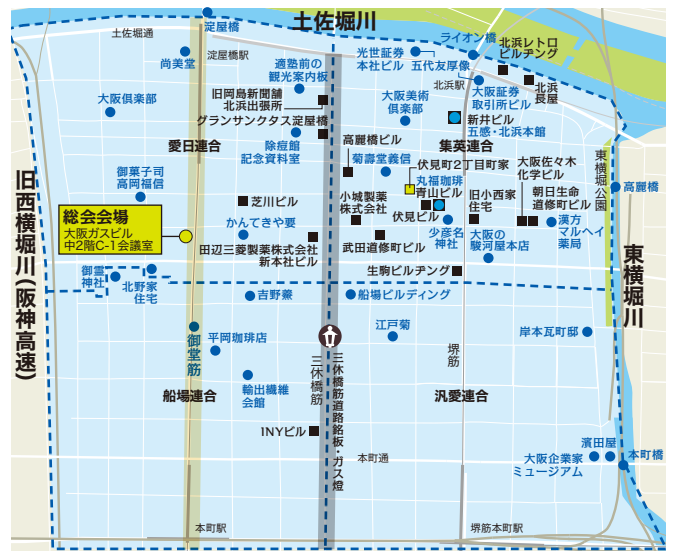 土佐堀川
淀屋橋
土佐堀通
尚美堂
淀屋橋駅
適塾前の
観光案内板
光世証券
本社ビル
五代友厚像
ライオン橋
北浜レトロ
ビルヂング
北浜駅
北浜
長屋
大阪倶楽部
旧岡島新聞舗
北浜出張所
大阪美術
倶楽部
大阪証券
取引所ビル
グランサンクタス淀屋橋
新井ビル
五感・北浜本館
愛日連合
除痘館
記念資料室
高麗橋ビル
集英連合
菊壽堂義信
伏見町2丁目町家
大阪佐々木
化学ビル
東横堀公園
御菓子司
高岡福信
丸福珈琲
青山ビル
旧小西家
住宅
朝日生命
道修町ビル
高麗橋
芝川ビル
小城製薬
株式会社
伏見ビル
総会会場
大阪ガスビル
中2階C-1会議室
かんてきや要
少彦名
神社
大阪の
駿河屋本店
漢方
マルヘイ
薬局
田辺三菱製薬株式会社
新本社ビル
武田道修町ビル
旧西横堀川(阪神高速)
東横堀川
御霊
神社
北野家
住宅
生駒ビルヂング
吉野鮨
船場ビルディング
御堂筋
平岡珈琲店
江戸菊
岸本瓦町邸
三休橋筋
三休橋筋道路銘板・ガス燈
堺筋
船場連合
輸出繊維
会館
汎愛連合
INYビル
本町通
濱田屋
大阪企業家
ミュージアム
本町橋
本町駅
堺筋本町駅